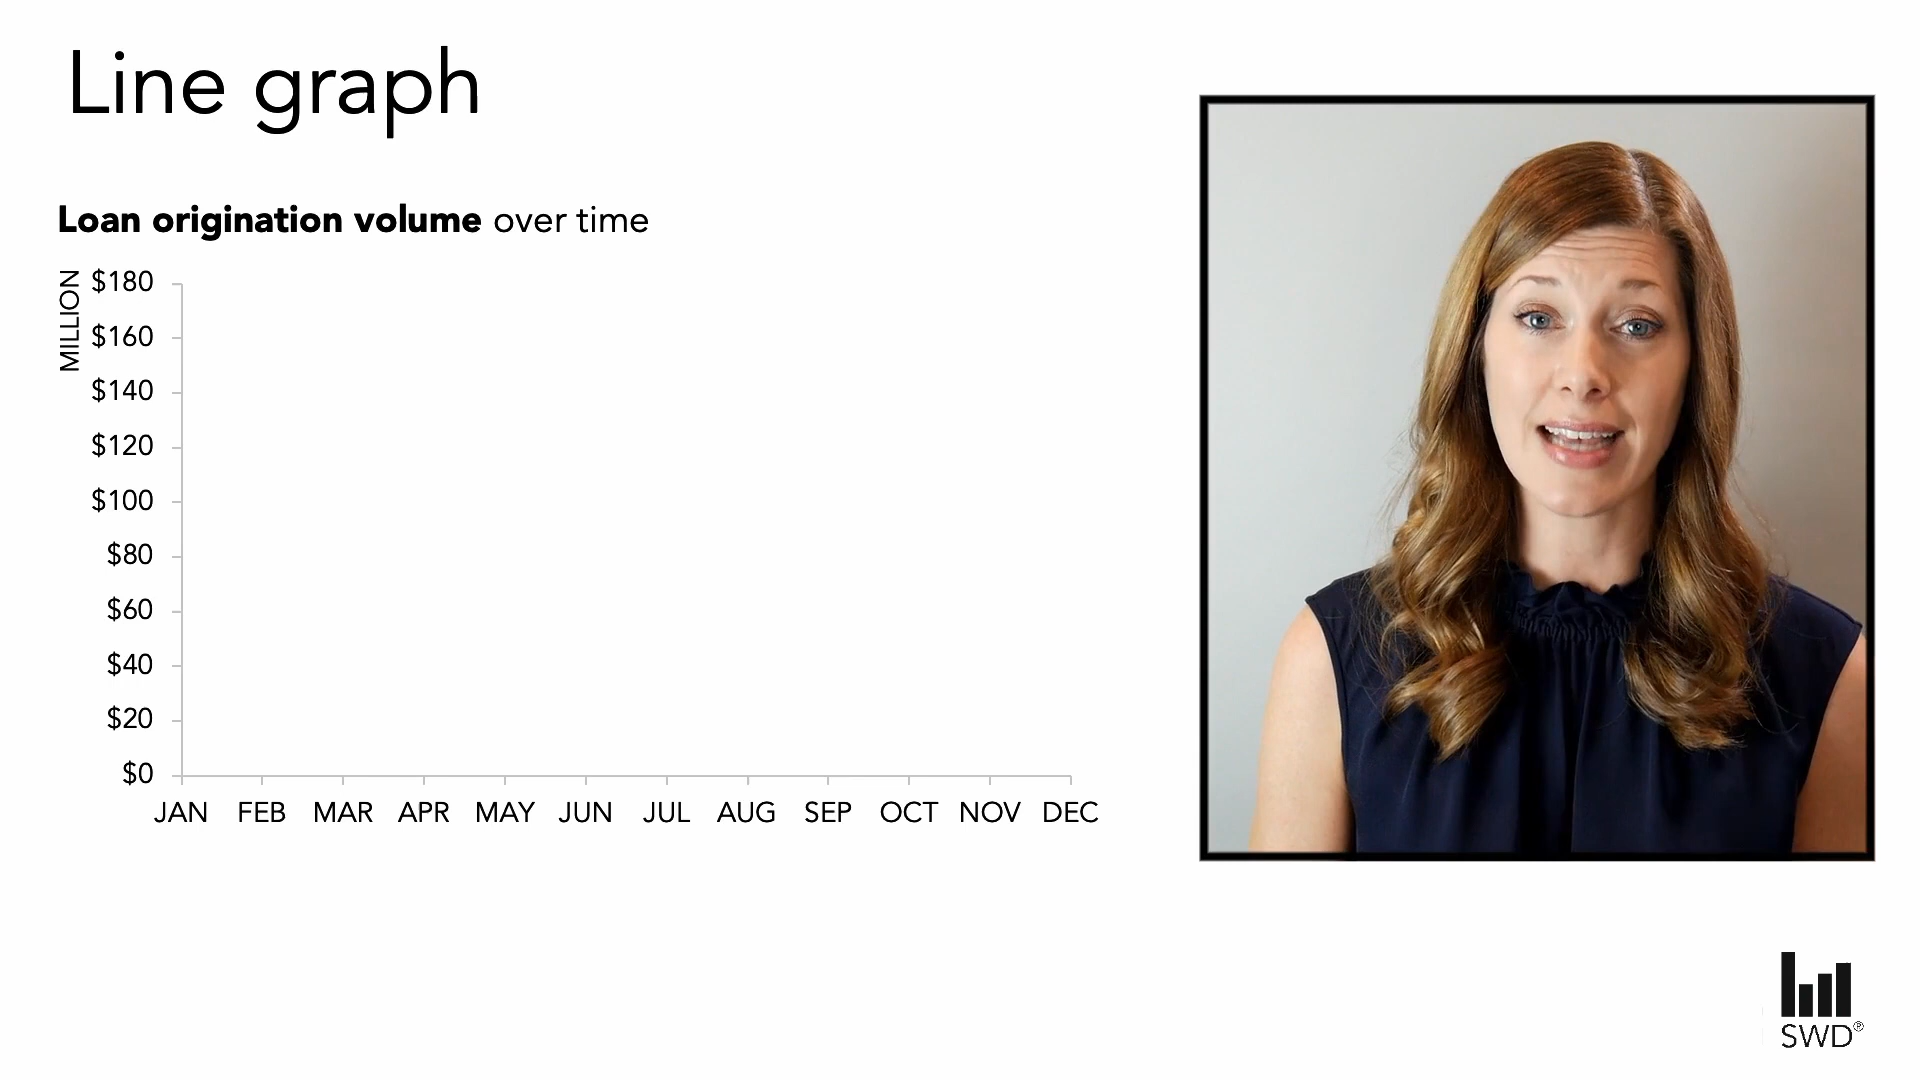 Line graph
Loan origination volume over time
MILLION
$180
$160
$140
$120
$100
$80
$60
$40
$20
$0
JAN FEB MAR APR MAY JUN JUL AUG SEP OCT NOV DEC
SWD®